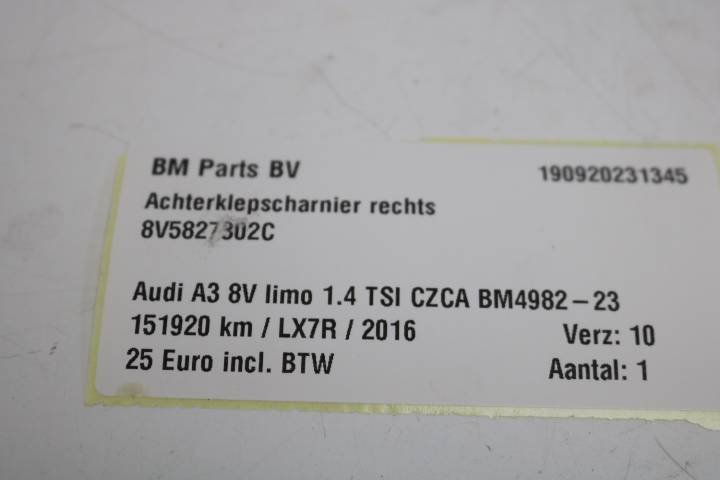 BM Parts BV 190920231345
Achterklepscharnier rechts
8V5827302C
Audi A3 8V limo 1.4 TSI CZCA BM4982-23
151920 km / LX7R / 2016 Verz: 10
25 Euro incl. BTW Aantal: 1